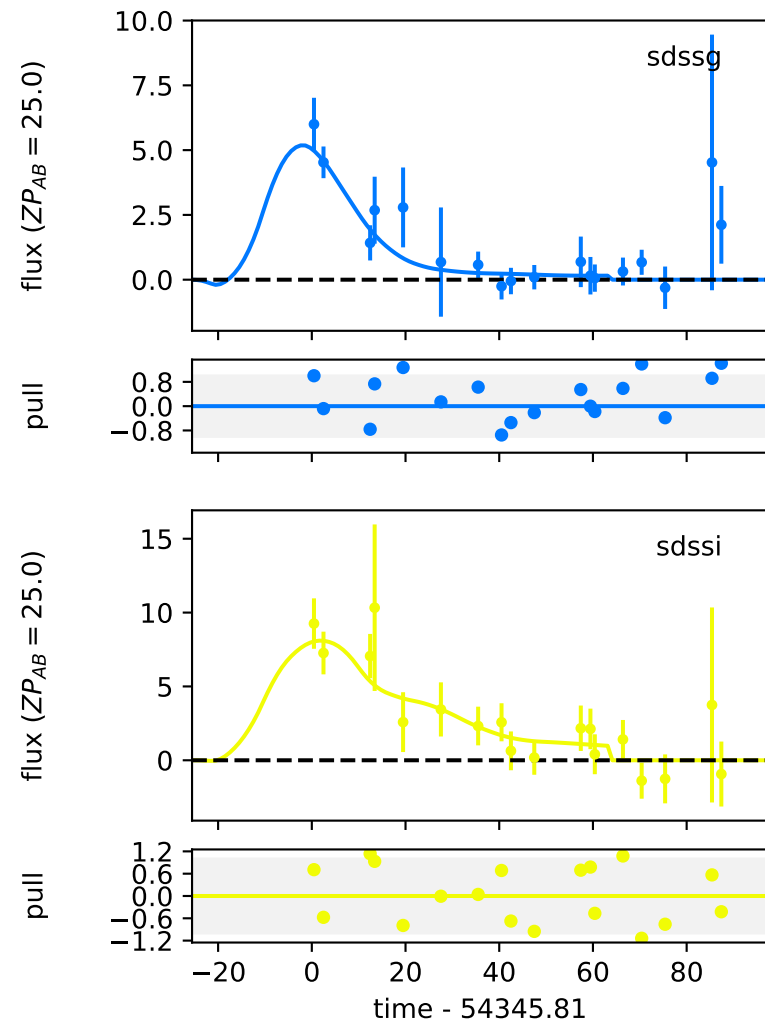 10.0
7.5
5.0
2.5
0.0
flux (ZP_AB = 25.0)
sdssg
0.8
0.0
−0.8
pull
15
10
5
0
flux (ZP_AB = 25.0)
sdssi
1.2
0.6
0.0
−0.6
−1.2
pull
−20 0 20 40 60 80
time - 54345.81